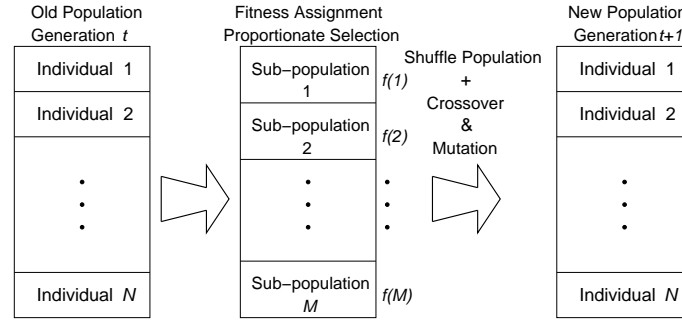 Old Population
Generation t
Individual 1
Individual 2
Individual N
Fitness Assignment
Proportionate Selection
Sub–population
1
f(1)
Sub–population
2
f(2)
Sub–population
M
f(M)
Shuffle Population
+
Crossover
&
Mutation
New Population
Generation t+1
Individual 1
Individual 2
Individual N